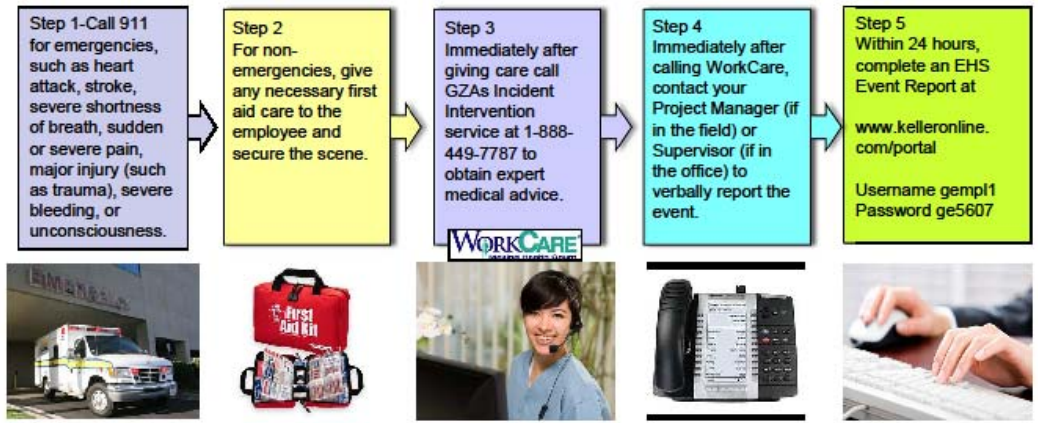 Step 1-Call 911
for emergencies,
such as heart
attack, stroke,
severe shortness
of breath, sudden
or severe pain,
major injury (such
as trauma), severe
bleeding, or
unconsciousness.
Step 2
For non-
emergencies, give
any necessary first
aid care to the
employee and
secure the scene.
Step 3
Immediately after
giving care call
GZAs Incident
Intervention
service at 1-888-
449-7787 to
obtain expert
medical advice.
Step 4
Immediately after
calling WorkCare,
contact your
Project Manager (if
in the field) or
Supervisor (if in
the office) to
verbally report the
event.
Step 5
Within 24 hours,
complete an EHS
Event Report at
www.kelleronline.
com/portal
Username gempl1
Password ge5607
WORKCARE
EMERGENCY
First
Aid Kit